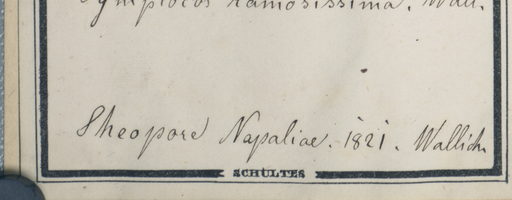 Symplocos ramosissima. Wall.
Sheopore Napaliae. 1821. Wallich
SCHULTES